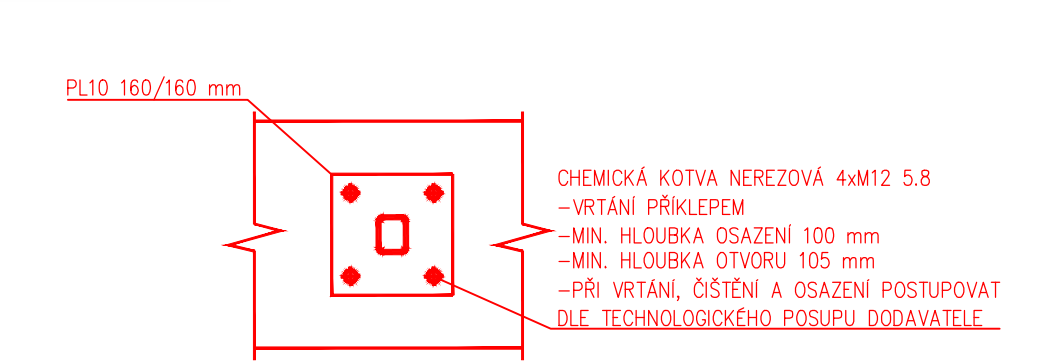 PL10 160/160 mm
CHEMICKÁ KOTVA NEREZOVÁ 4xM12 5.8
-VRTÁNÍ PŘÍKLEPEM
-MIN. HLOUBKA OSAZENÍ 100 mm
-MIN. HLOUBKA OTVORU 105 mm
-PŘI VRTÁNÍ, ČIŠTĚNÍ A OSAZENÍ POSTUPOVAT
DLE TECHNOLOGICKÉHO POSUPU DODAVATELE